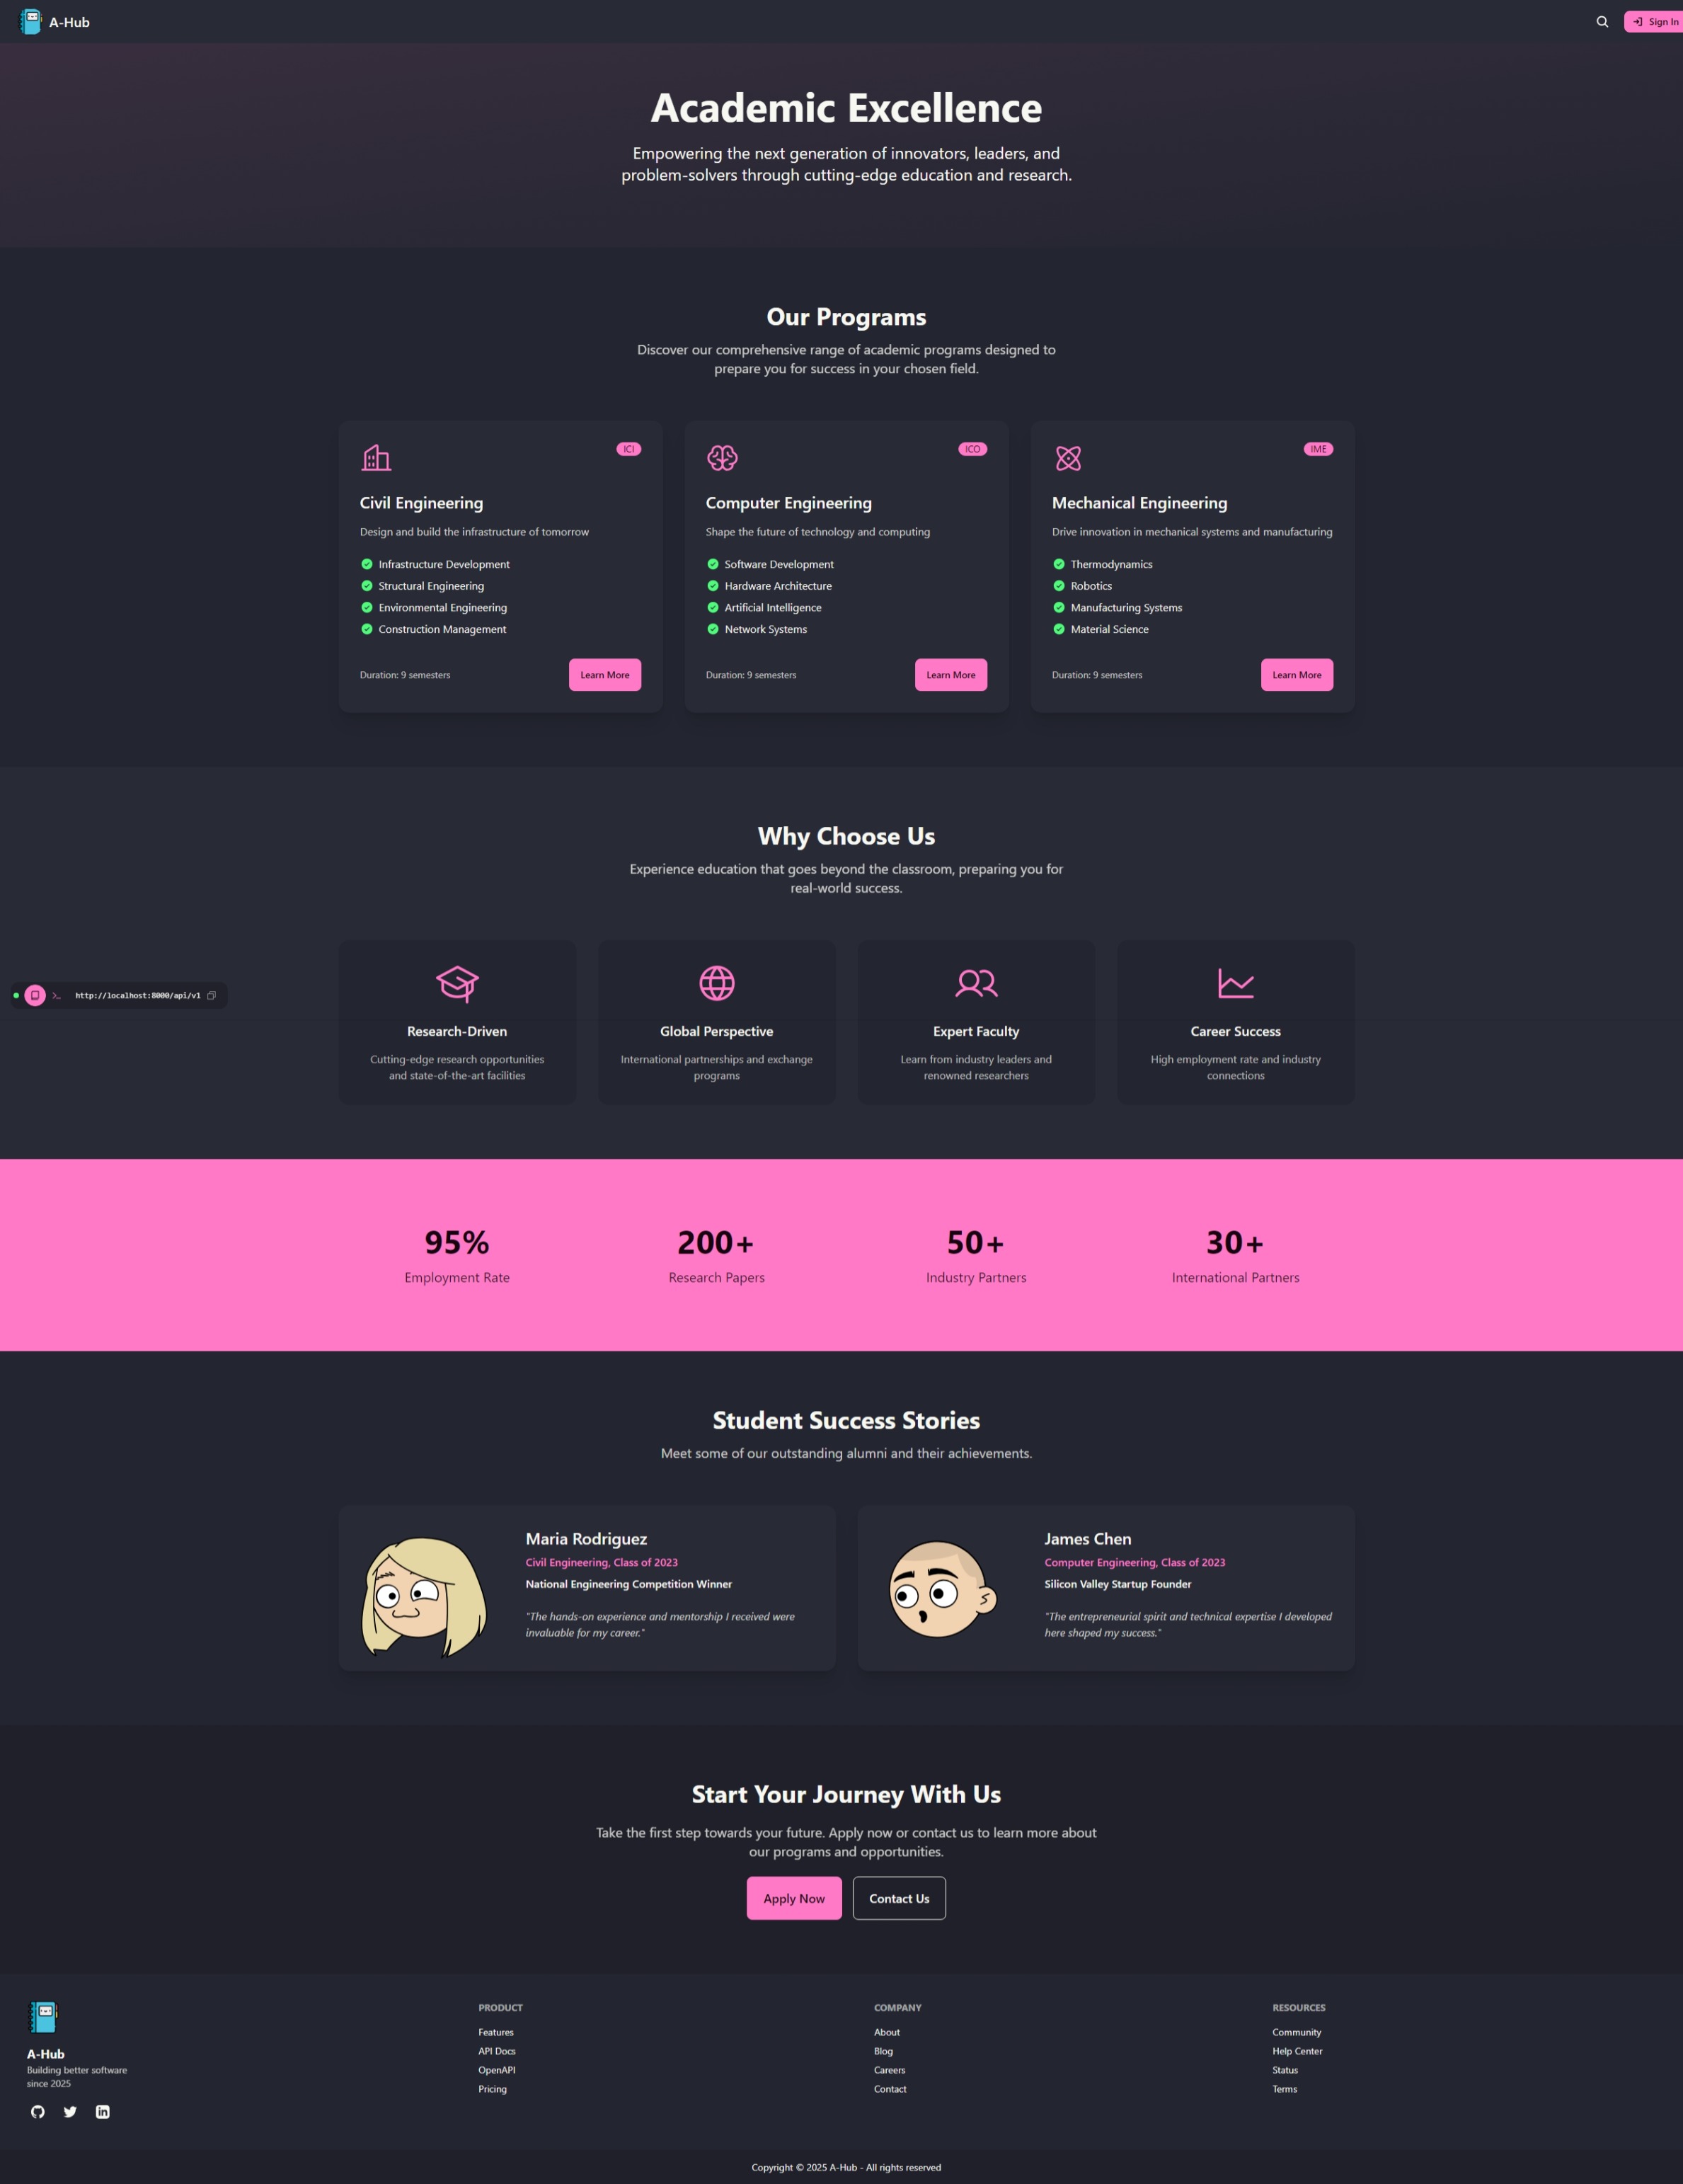 A-Hub
Sign In
Academic Excellence
Empowering the next generation of innovators, leaders, and
problem-solvers through cutting-edge education and research.
Our Programs
Discover our comprehensive range of academic programs designed to
prepare you for success in your chosen field.
ICI
Civil Engineering
Design and build the infrastructure of tomorrow
Infrastructure Development
Structural Engineering
Environmental Engineering
Construction Management
Duration: 9 semesters
Learn More
ICO
Computer Engineering
Shape the future of technology and computing
Software Development
Hardware Architecture
Artificial Intelligence
Network Systems
Duration: 9 semesters
Learn More
IME
Mechanical Engineering
Drive innovation in mechanical systems and manufacturing
Thermodynamics
Robotics
Manufacturing Systems
Material Science
Duration: 9 semesters
Learn More
Why Choose Us
Experience education that goes beyond the classroom, preparing you for
real-world success.
http://localhost:8000/api/v1
Research-Driven
Cutting-edge research opportunities
and state-of-the-art facilities
Global Perspective
International partnerships and exchange
programs
Expert Faculty
Learn from industry leaders and
renowned researchers
Career Success
High employment rate and industry
connections
95%
Employment Rate
200+
Research Papers
50+
Industry Partners
30+
International Partners
Student Success Stories
Meet some of our outstanding alumni and their achievements.
Maria Rodriguez
Civil Engineering, Class of 2023
National Engineering Competition Winner
"The hands-on experience and mentorship I received were
invaluable for my career."
James Chen
Computer Engineering, Class of 2023
Silicon Valley Startup Founder
"The entrepreneurial spirit and technical expertise I developed
here shaped my success."
Start Your Journey With Us
Take the first step towards your future. Apply now or contact us to learn more about
our programs and opportunities.
Apply Now
Contact Us
A-Hub
Building better software
since 2025
PRODUCT
Features
API Docs
OpenAPI
Pricing
COMPANY
About
Blog
Careers
Contact
RESOURCES
Community
Help Center
Status
Terms
Copyright © 2025 A-Hub - All rights reserved